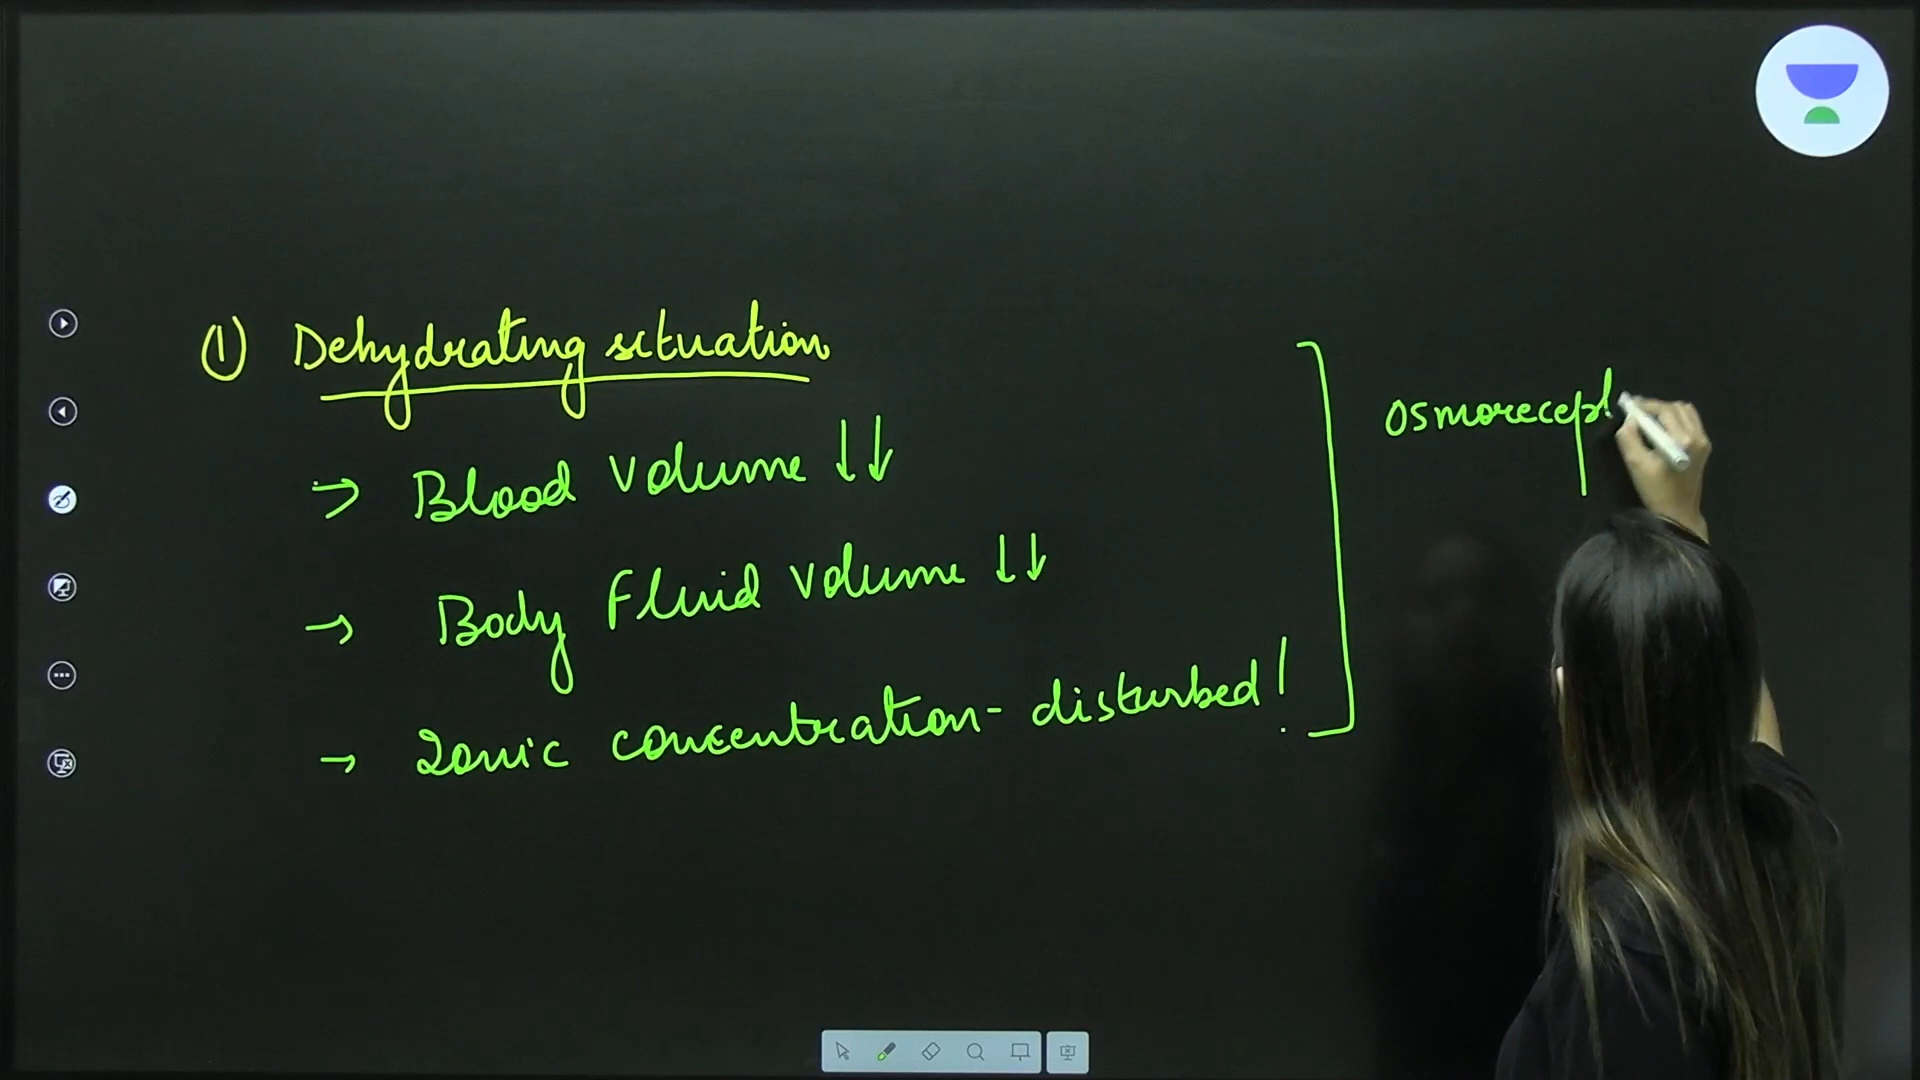 ① Dehydrating situation
→ Blood volume ↓↓
→ Body fluid volume ↓↓
→ Ionic concentration- disturbed!
osmorecept